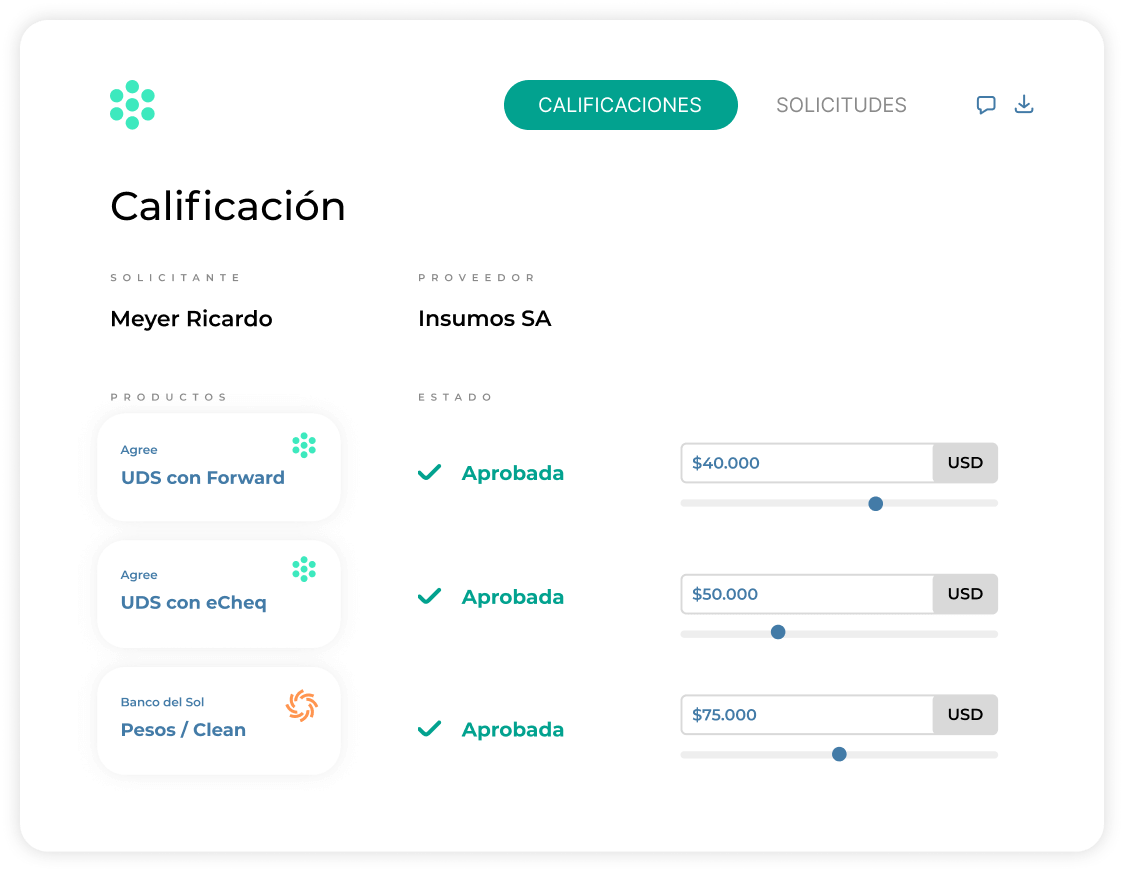 CALIFICACIONES
SOLICITUDES
Calificación
SOLICITANTE
PROVEEDOR
Meyer Ricardo
Insumos SA
PRODUCTOS
ESTADO
Agree
UDS con Forward
Aprobada
$40.000
USD
Agree
UDS con eCheq
Aprobada
$50.000
USD
Banco del Sol
Pesos / Clean
Aprobada
$75.000
USD